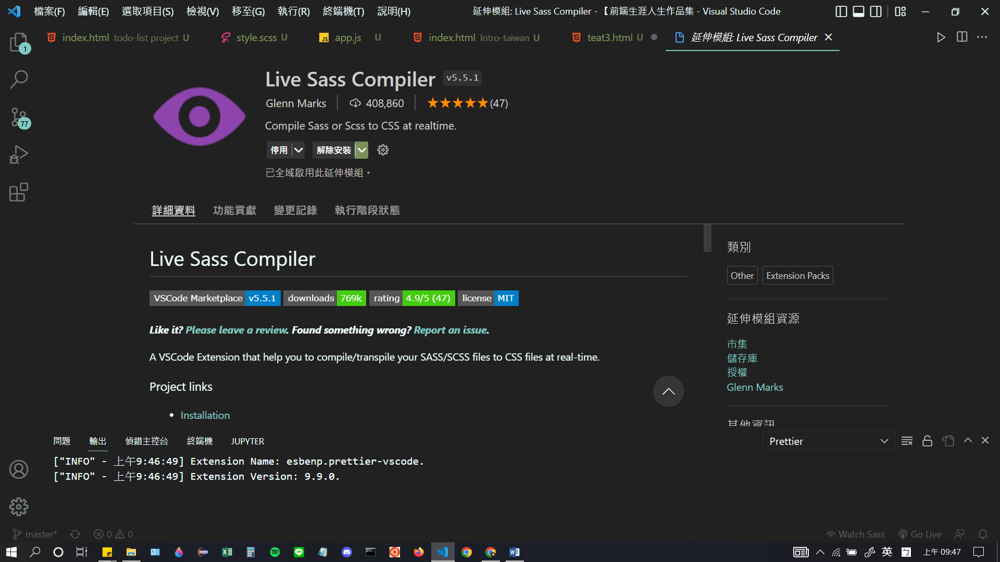 檔案(F) 編輯(E) 選取項目(S) 檢視(V) 移至(G) 執行(R) 終端機(T) 說明(H) 延伸模組: Live Sass Compiler - 【前端生涯人生作品集 - Visual Studio Code
index.html todo-list project U style.scss U app.js U index.html Intro-taiwan U teat3.html U 延伸模組: Live Sass Compiler
1
77
Live Sass Compiler v5.5.1
Glenn Marks 408,860 (47)
Compile Sass or Scss to CSS at realtime.
停用 解除安裝
已全域啟用此延伸模組。
詳細資料 功能貢獻 變更記錄 執行階段狀態
Live Sass Compiler
VSCode Marketplace v5.5.1 downloads 769k rating 4.9/5 (47) license MIT
Like it? Please leave a review. Found something wrong? Report an issue.
A VSCode Extension that help you to compile/transpile your SASS/SCSS files to CSS files at real-time.
Project links
• Installation
類別
Other Extension Packs
延伸模組資源
市集
儲存庫
授權
Glenn Marks
其他資訊
問題 輸出 偵錯主控台 終端機 JUPYTER Prettier
["INFO" - 上午9:46:49] Extension Name: esbenp.prettier-vscode.
["INFO" - 上午9:46:49] Extension Version: 9.9.0.
master* 0 0 Watch Sass Go Live
英 上午 09:47